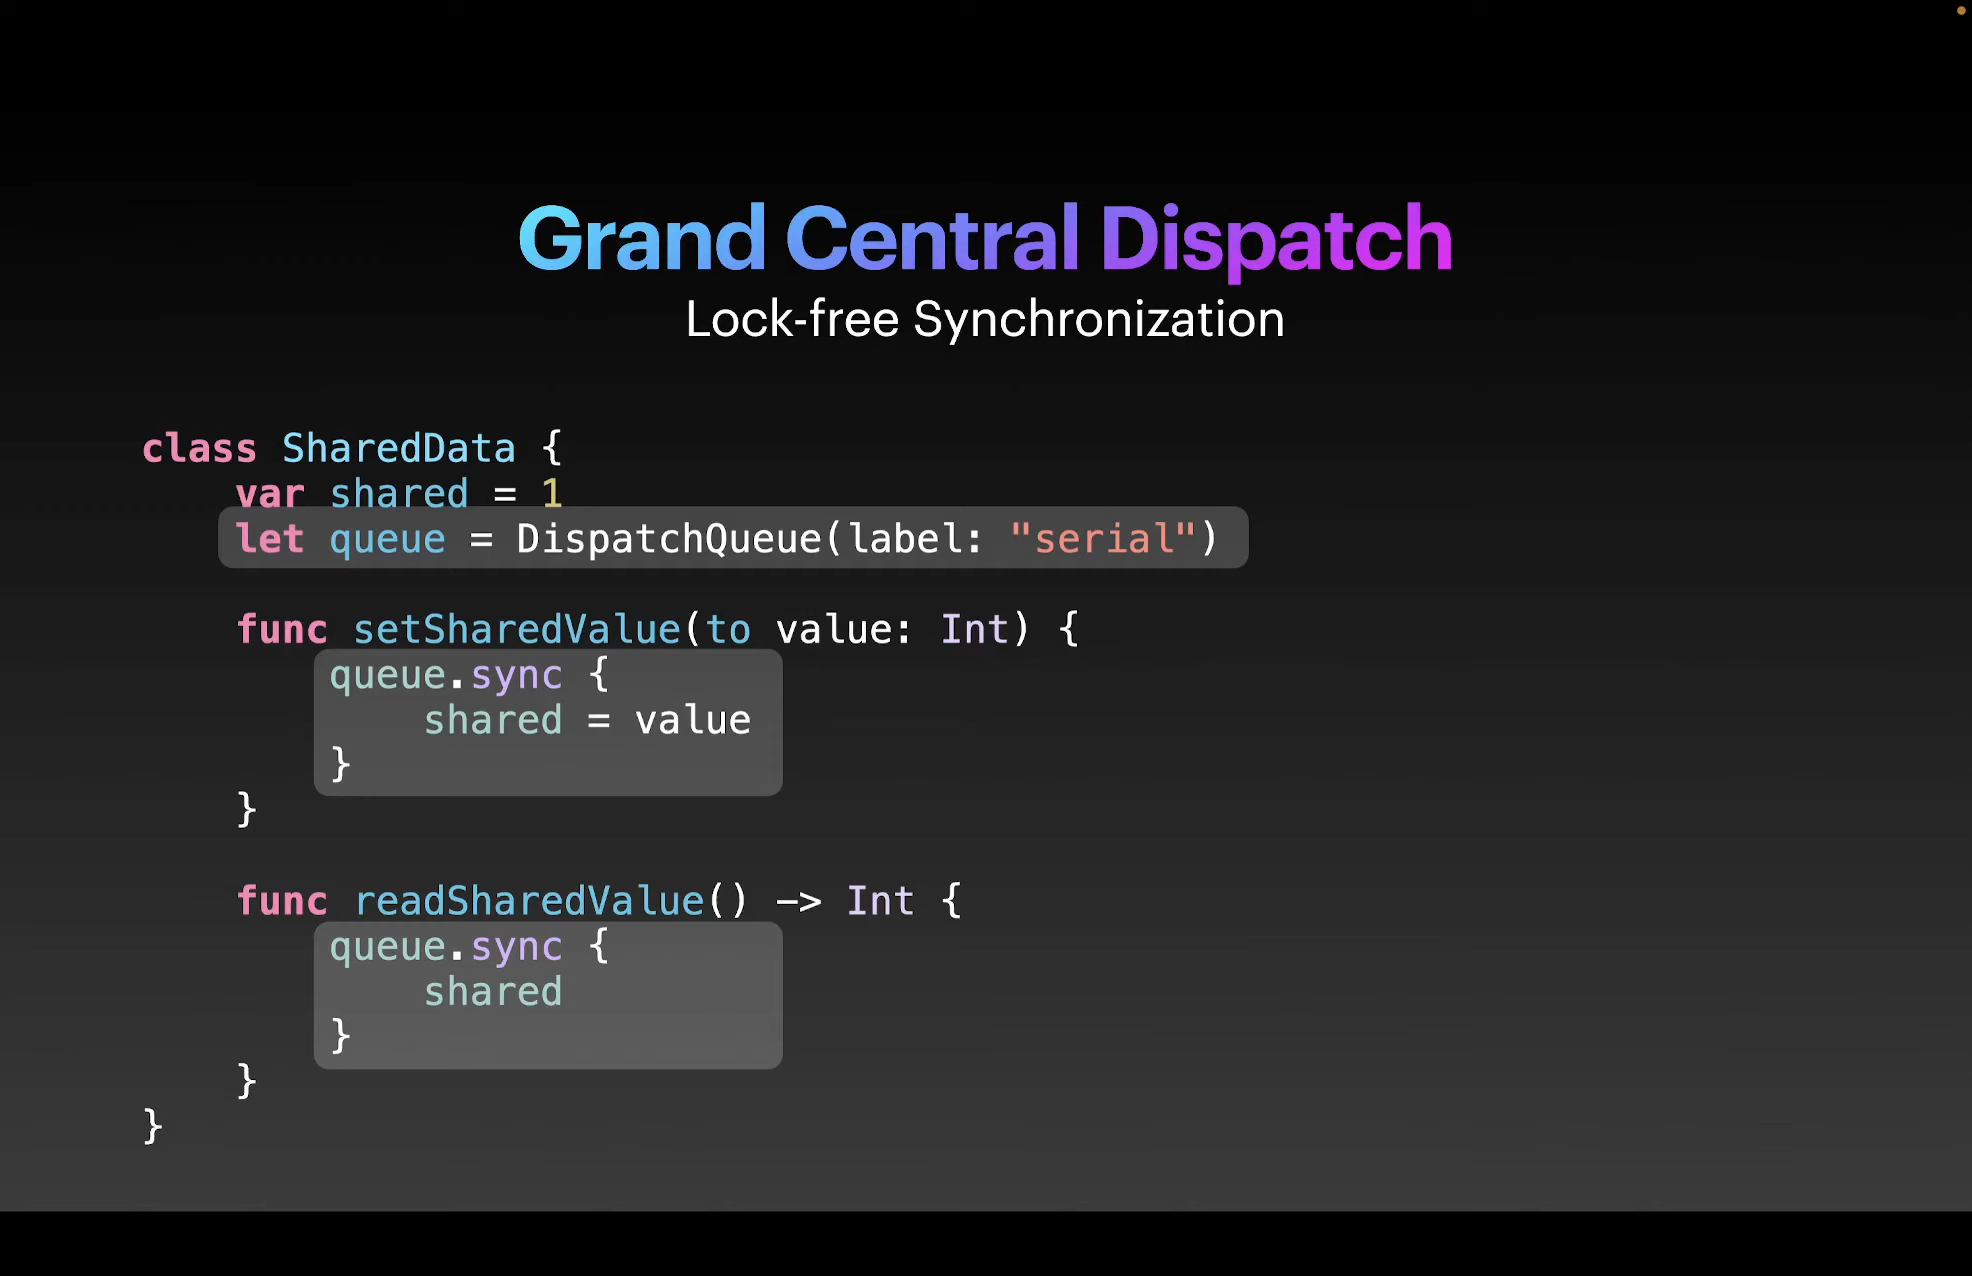 Grand Central Dispatch
Lock-free Synchronization
class SharedData {
    var shared = 1
    let queue = DispatchQueue(label: "serial")

    func setSharedValue(to value: Int) {
        queue.sync {
            shared = value
        }
    }

    func readSharedValue() -> Int {
        queue.sync {
            shared
        }
    }
}